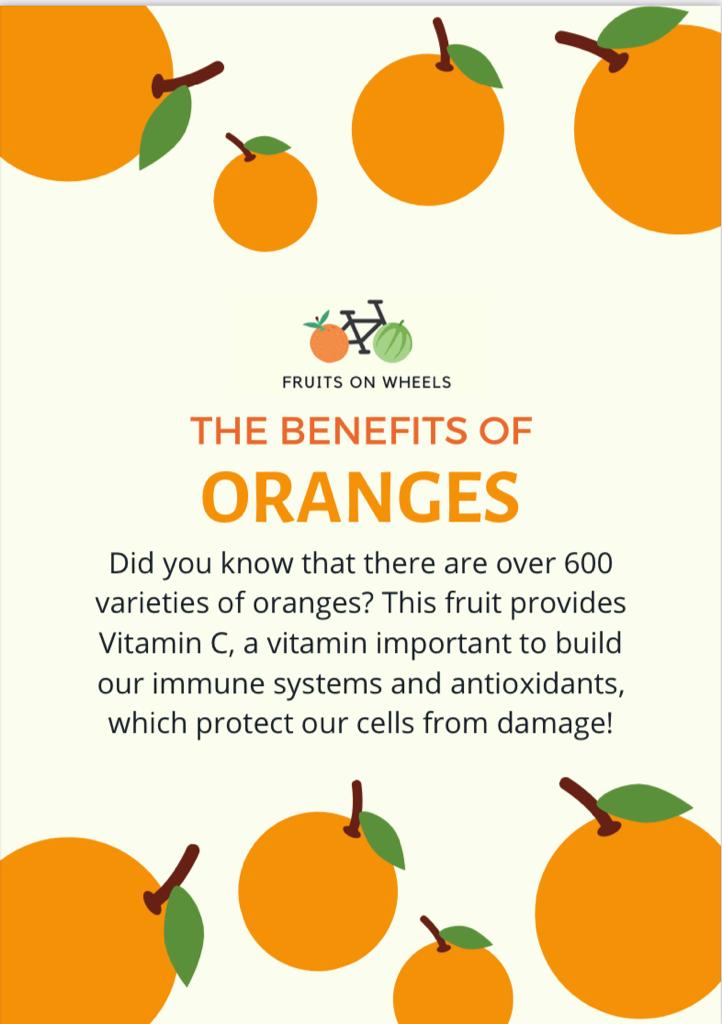 FRUITS ON WHEELS
THE BENEFITS OF
ORANGES
Did you know that there are over 600
varieties of oranges? This fruit provides
Vitamin C, a vitamin important to build
our immune systems and antioxidants,
which protect our cells from damage!